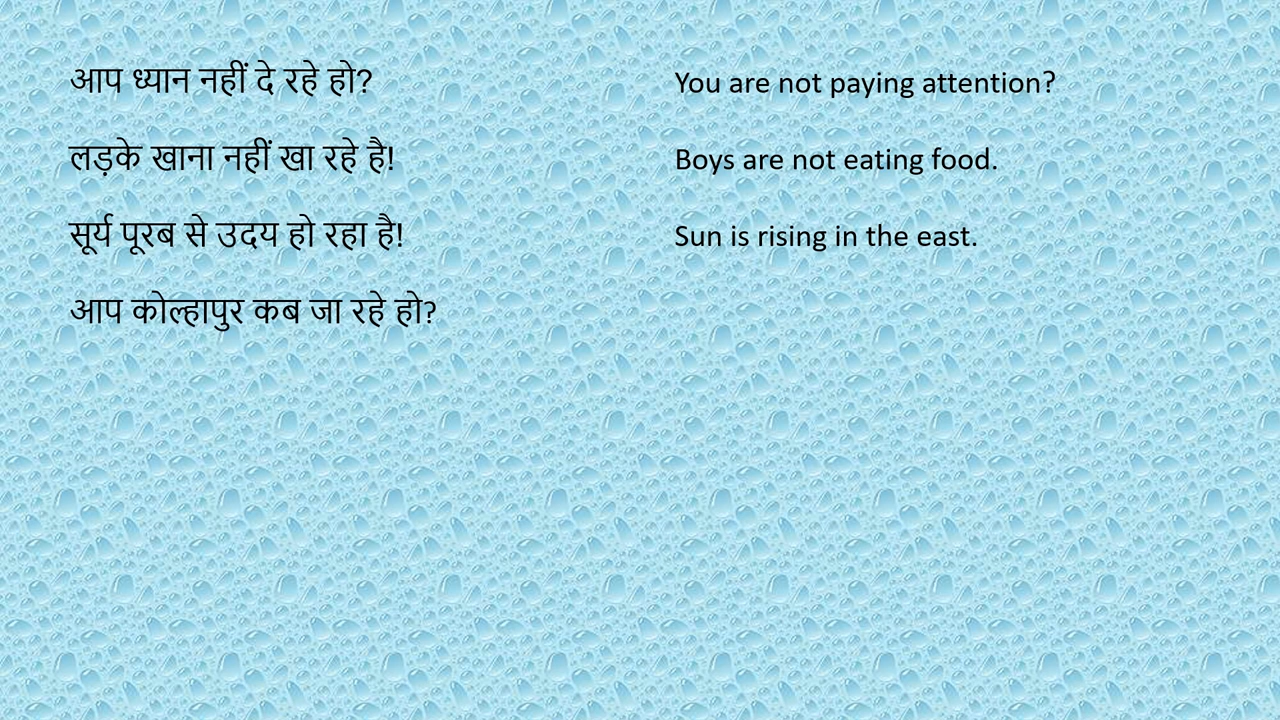 आप ध्यान नहीं दे रहे हो?
You are not paying attention?
लड़के खाना नहीं खा रहे है!
Boys are not eating food.
सूर्य पूरब से उदय हो रहा है!
Sun is rising in the east.
आप कोल्हापुर कब जा रहे हो?